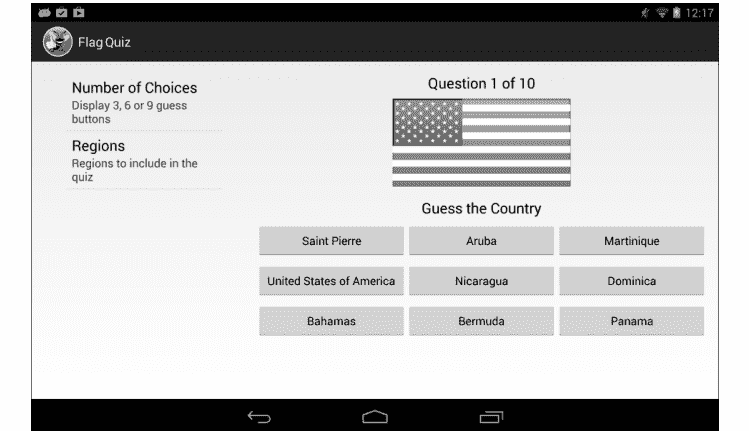 12:17
Flag Quiz
Number of Choices
Display 3, 6 or 9 guess
buttons
Regions
Regions to include in the
quiz
Question 1 of 10
Guess the Country
Saint Pierre
Aruba
Martinique
United States of America
Nicaragua
Dominica
Bahamas
Bermuda
Panama